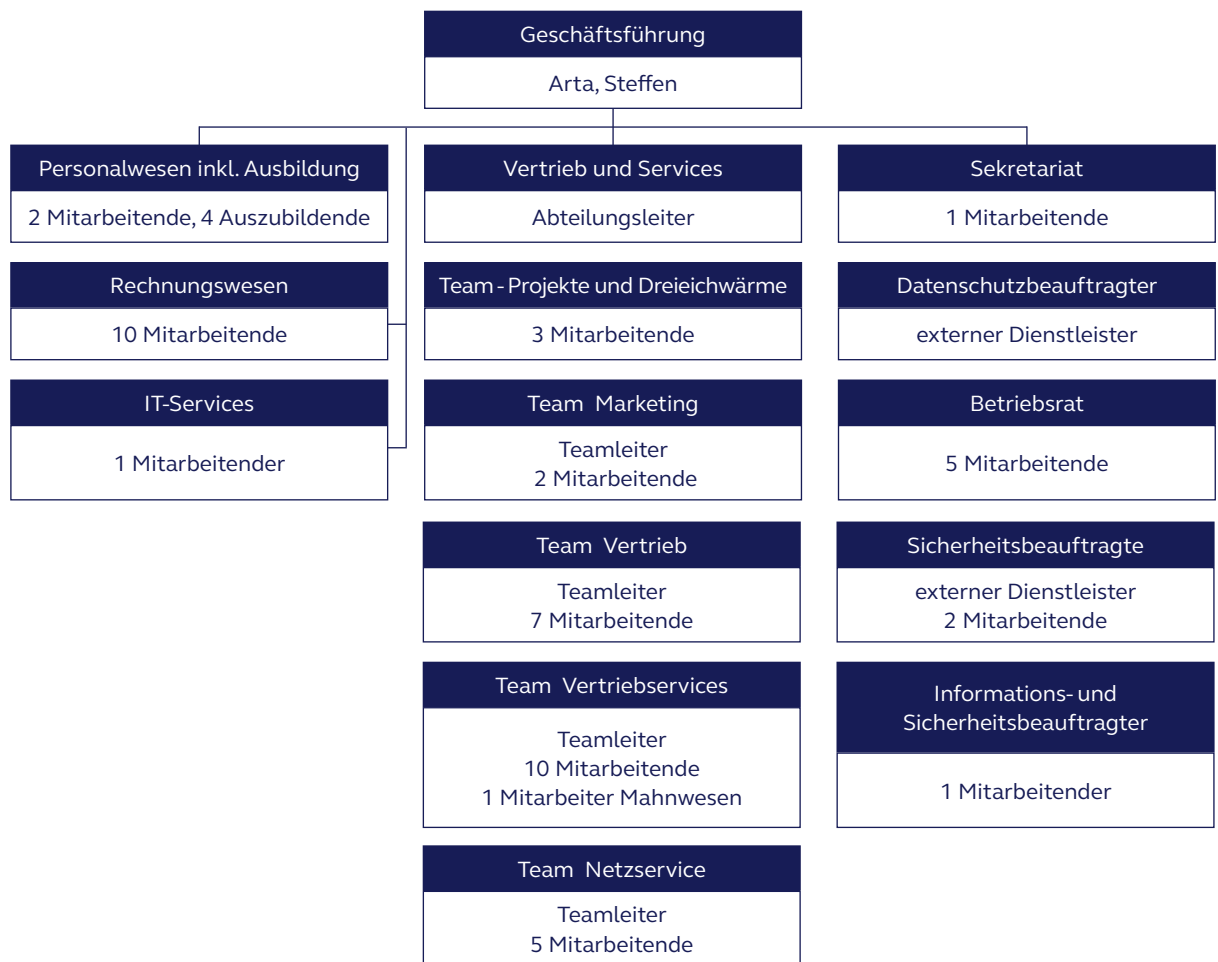 Geschäftsführung
Arta, Steffen
Personalwesen inkl. Ausbildung
2 Mitarbeitende, 4 Auszubildende
Rechnungswesen
10 Mitarbeitende
IT-Services
1 Mitarbeitender
Vertrieb und Services
Abteilungsleiter
Team-Projekte und Dreieichwärme
3 Mitarbeitende
Team Marketing
Teamleiter
2 Mitarbeitende
Team Vertrieb
Teamleiter
7 Mitarbeitende
Team Vertriebservices
Teamleiter
10 Mitarbeitende
1 Mitarbeiter Mahnwesen
Team Netzservice
Teamleiter
5 Mitarbeitende
Sekretariat
1 Mitarbeitende
Datenschutzbeauftragter
externer Dienstleister
Betriebsrat
5 Mitarbeitende
Sicherheitsbeauftragte
externer Dienstleister
2 Mitarbeitende
Informations- und
Sicherheitsbeauftragter
1 Mitarbeitender